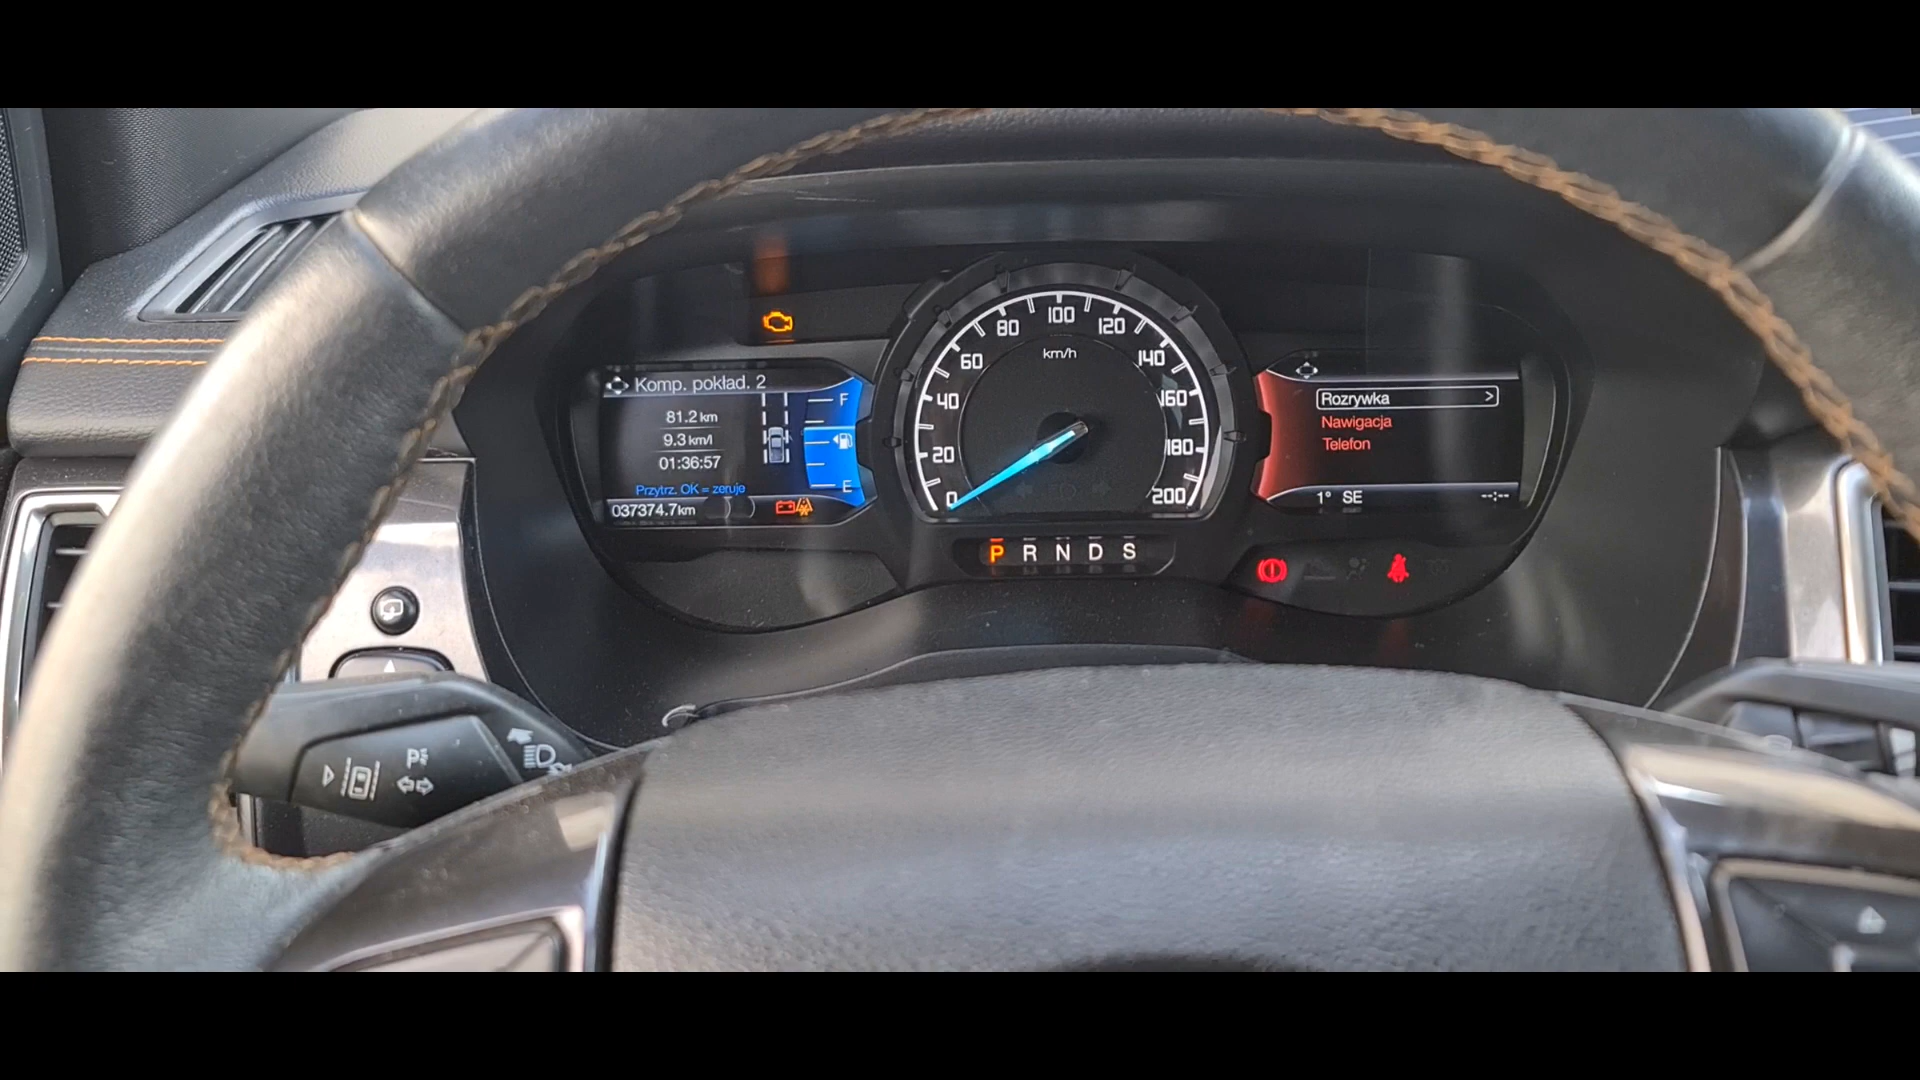 Komp. pokład. 2
81.2 km
9.3 km/l
01:36:57
Przytrz. OK = zeruje
037374.7km
F
E
0
20
40
60
80
100
120
140
160
180
200
km/h
P R N D S
Rozrywka >
Nawigacja
Telefon
1° SE
--:--
P